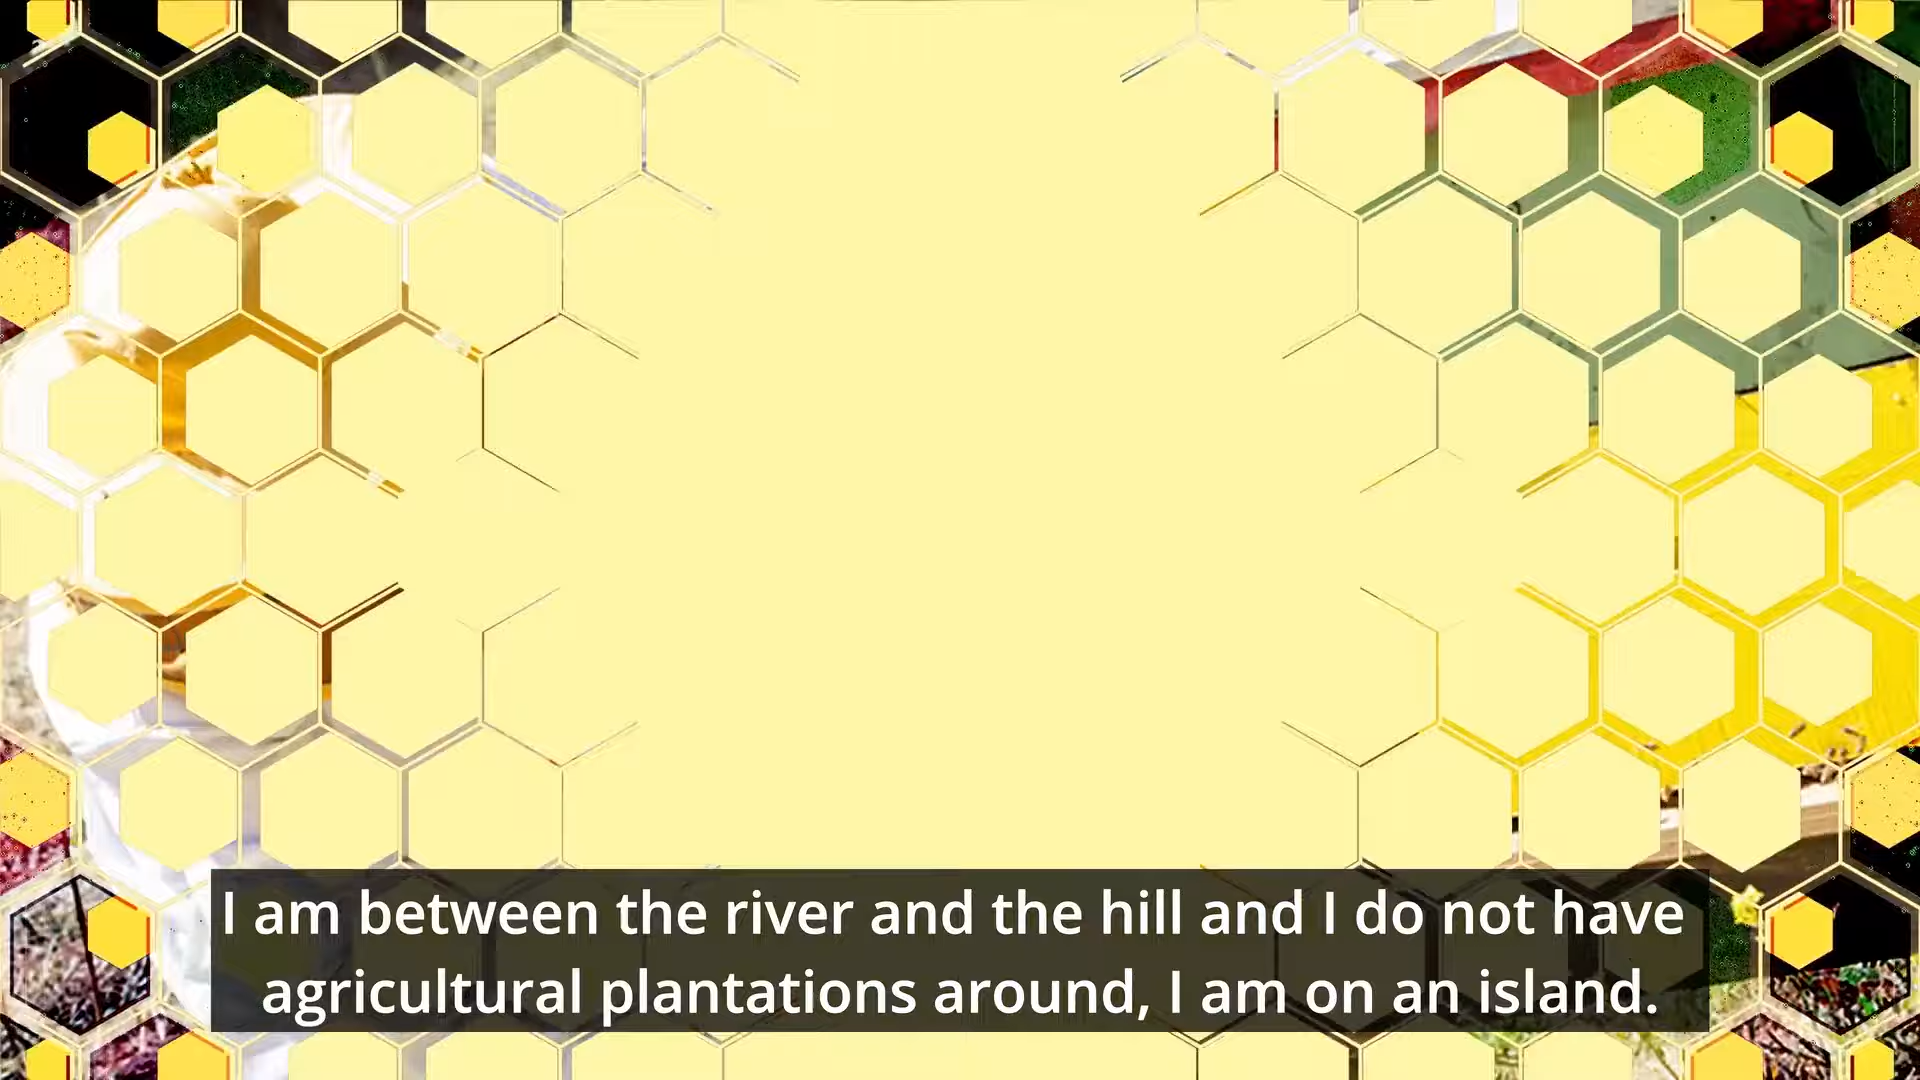 I am between the river and the hill and I do not have
agricultural plantations around, I am on an island.